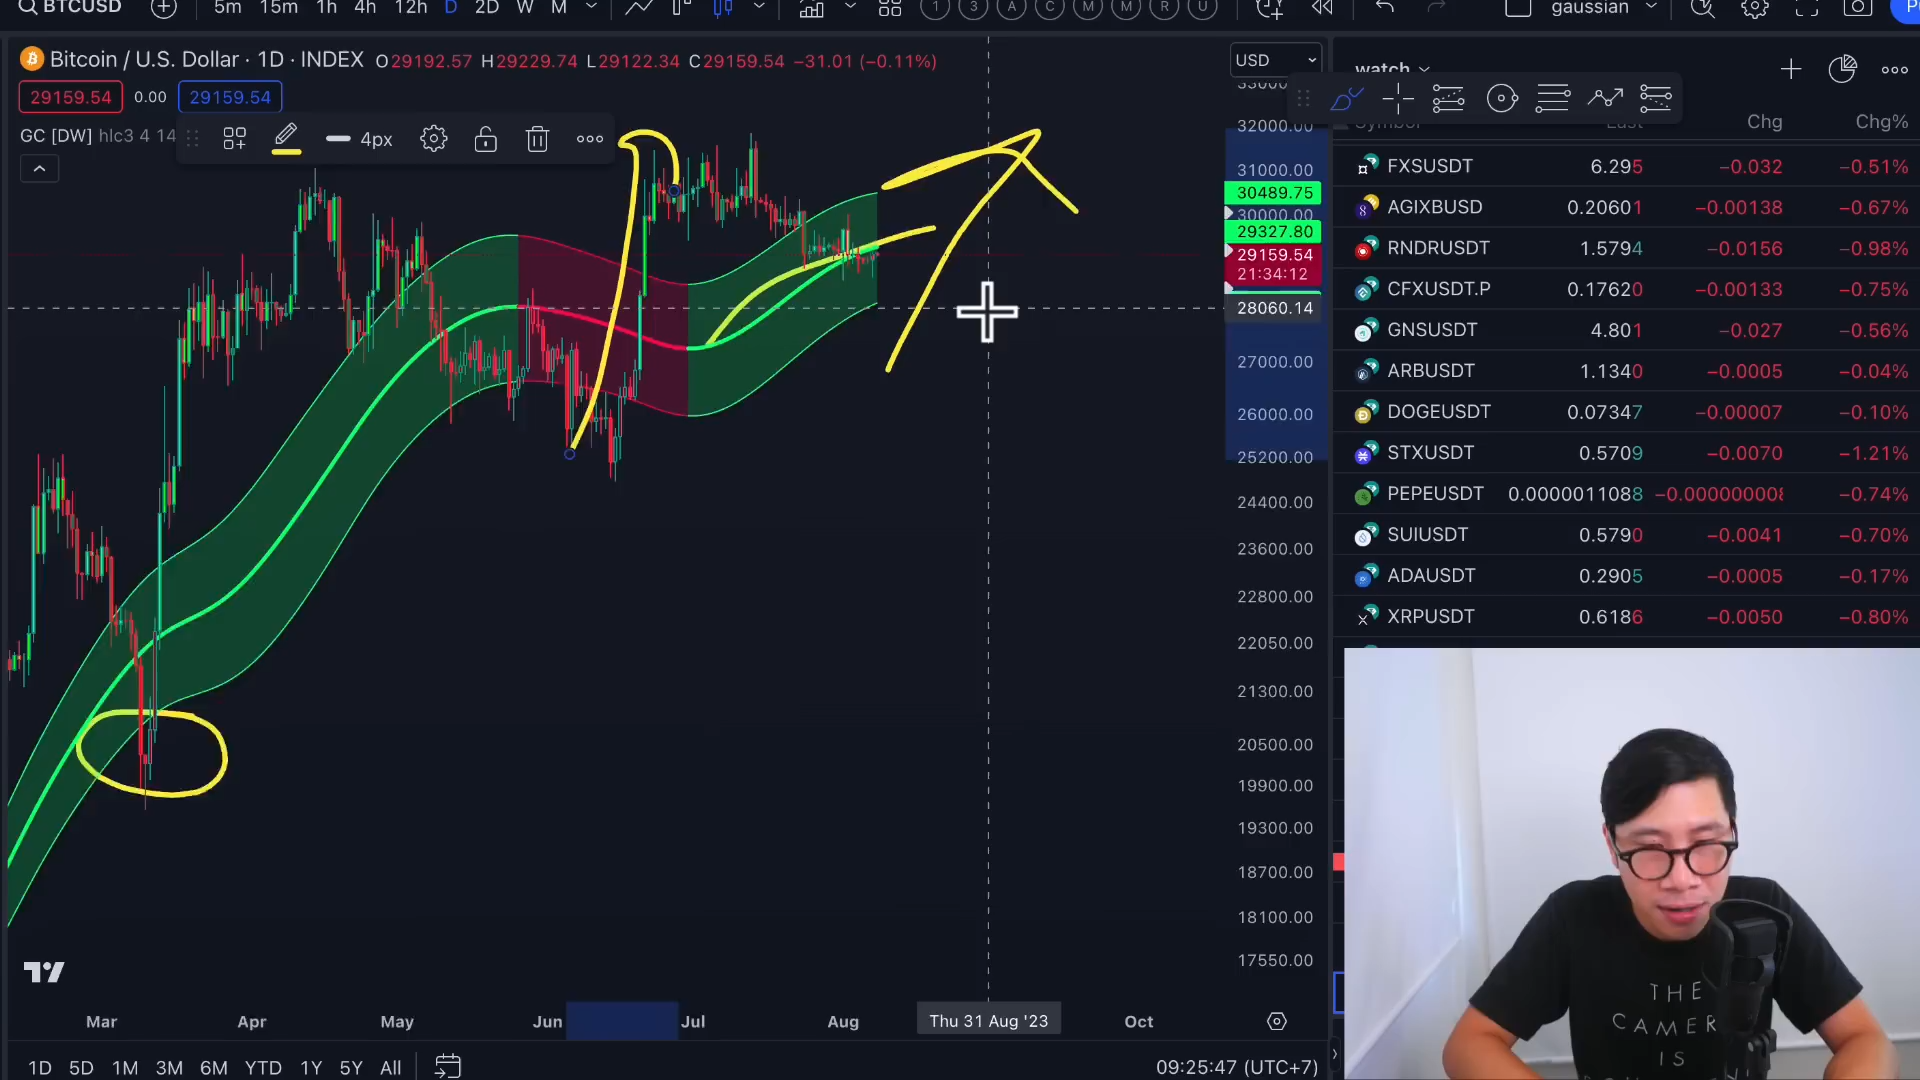 BTCUSD 5m 15m 1h 4h 12h D 2D W M 1 3 A C M M R U gaussian
Bitcoin / U.S. Dollar · 1D · INDEX O29192.57 H29229.74 L29122.34 C29159.54 −31.01 (−0.11%)
29159.54 0.00 29159.54
GC [DW] hlc3 4 14
4px
USD
33000.00
32000.00
31000.00
30489.75
30000.00
29327.80
29159.54
21:34:12
28060.14
27000.00
26000.00
25200.00
24400.00
23600.00
22800.00
22050.00
21300.00
20500.00
19900.00
19300.00
18700.00
18100.00
17550.00
Mar Apr May Jun Jul Aug Thu 31 Aug '23 Oct
1D 5D 1M 3M 6M YTD 1Y 5Y All 09:25:47 (UTC+7)
watch
Symbol Last Chg Chg%
FXSUSDT 6.295 −0.032 −0.51%
AGIXBUSD 0.20601 −0.00138 −0.67%
RNDRUSDT 1.5794 −0.0156 −0.98%
CFXUSDT.P 0.17620 −0.00133 −0.75%
GNSUSDT 4.801 −0.027 −0.56%
ARBUSDT 1.1340 −0.0005 −0.04%
DOGEUSDT 0.07347 −0.00007 −0.10%
STXUSDT 0.5709 −0.0070 −1.21%
PEPEUSDT 0.0000011088 −0.000000008 −0.74%
SUIUSDT 0.5790 −0.0041 −0.70%
ADAUSDT 0.2905 −0.0005 −0.17%
XRPUSDT 0.6186 −0.0050 −0.80%
THE
CAMER
IS